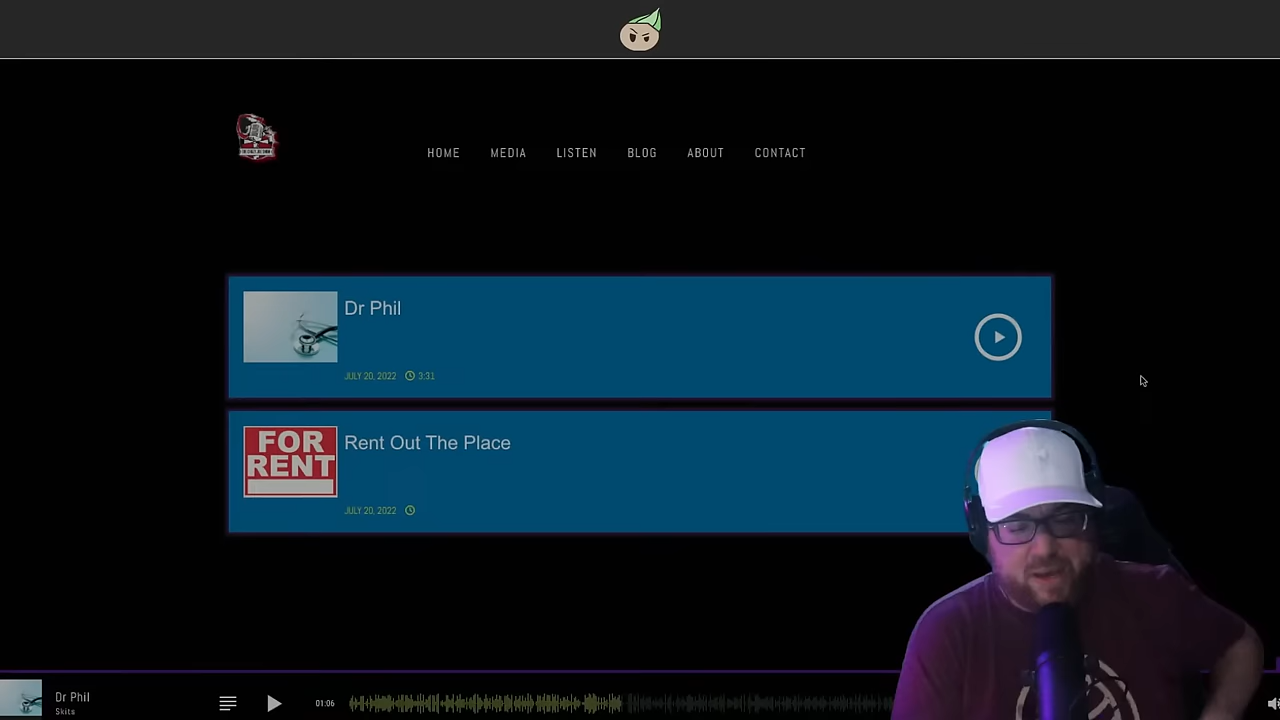 HOME MEDIA LISTEN BLOG ABOUT CONTACT
Dr Phil
JULY 20, 2022 3:31
FOR
RENT
Rent Out The Place
JULY 20, 2022
Dr Phil
Skits
01:06